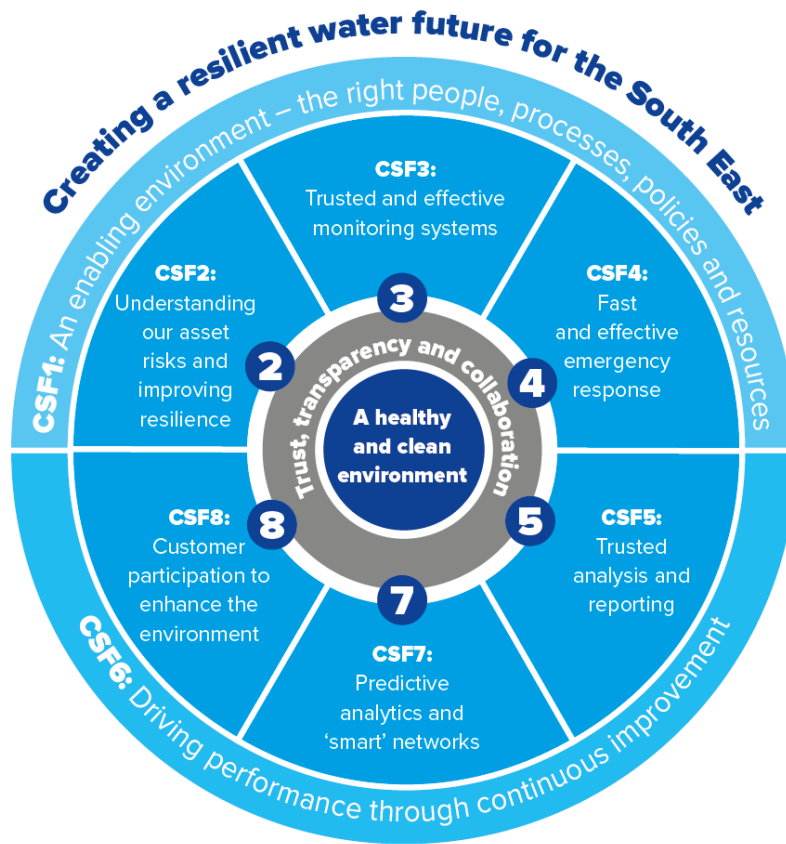 Creating a resilient water future for the South East
CSF1: An enabling environment – the right people, processes, policies and resources
CSF2:
Understanding
our asset
risks and
improving
resilience
2
CSF3:
Trusted and effective
monitoring systems
3
CSF4:
Fast
and effective
emergency
response
4
Trust, transparency and collaboration
A healthy
and clean
environment
CSF5:
Trusted
analysis and
reporting
5
CSF7:
Predictive
analytics and
‘smart’ networks
7
CSF8:
Customer
participation to
enhance the
environment
8
CSF6: Driving performance through continuous improvement